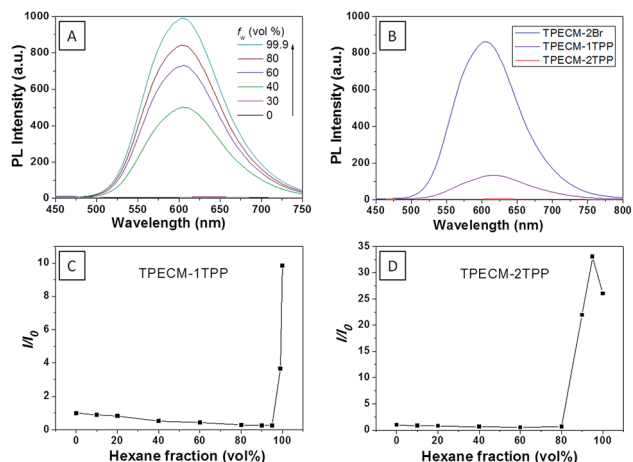 A
PL Intensity (a.u.)
1000
800
600
400
200
0
450 500 550 600 650 700 750
Wavelength (nm)
fw (vol %)
99.9
80
60
40
30
0
B
PL Intensity (a.u.)
1000
800
600
400
200
0
450 500 550 600 650 700 750 800
Wavelength (nm)
TPECM-2Br
TPECM-1TPP
TPECM-2TPP
C
TPECM-1TPP
I/I0
10
8
6
4
2
0
0 20 40 60 80 100
Hexane fraction (vol%)
D
TPECM-2TPP
I/I0
35
30
25
20
15
10
5
0
0 20 40 60 80 100
Hexane fraction (vol%)